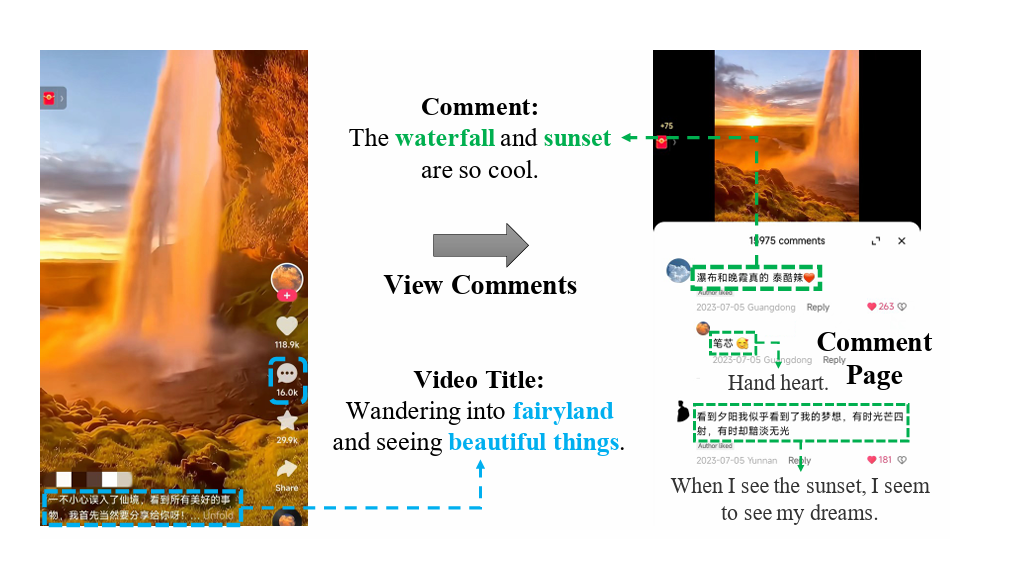 118.9k
16.0k
29.9k
Share
一不小心误入了仙境，看到所有美好的事
物，我首先当然要分享给你呀！... Unfold
Comment:
The waterfall and sunset
are so cool.
View Comments
Video Title:
Wandering into fairyland
and seeing beautiful things.
+75
15975 comments
瀑布和晚霞真的 泰酷辣❤️
Author liked
2023-07-05 Guangdong Reply 263
笔芯 🥰
2023-07-05 Guangdong Reply
Hand heart.
Comment
Page
看到夕阳我似乎看到了我的梦想，有时光芒四
射，有时却黯淡无光
Author liked
2023-07-05 Yunnan Reply 181
When I see the sunset, I seem
to see my dreams.